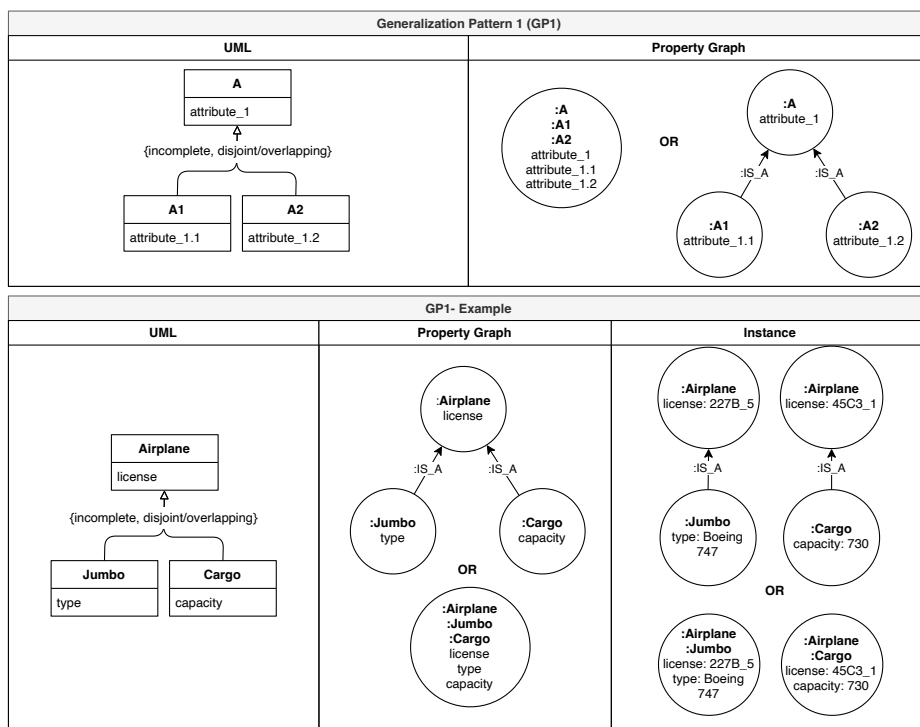 Generalization Pattern 1 (GP1)
UML
Property Graph
A
attribute_1
{incomplete, disjoint/overlapping}
A1
attribute_1.1
A2
attribute_1.2
:A
:A1
:A2
attribute_1
attribute_1.1
attribute_1.2
OR
:A
attribute_1
:IS_A
:IS_A
:A1
attribute_1.1
:A2
attribute_1.2
GP1- Example
UML
Property Graph
Instance
Airplane
license
{incomplete, disjoint/overlapping}
Jumbo
type
Cargo
capacity
:Airplane
license
:IS_A
:IS_A
:Jumbo
type
:Cargo
capacity
OR
:Airplane
:Jumbo
:Cargo
license
type
capacity
:Airplane
license: 227B_5
:Airplane
license: 45C3_1
:IS_A
:IS_A
:Jumbo
type: Boeing
747
:Cargo
capacity: 730
OR
:Airplane
:Jumbo
license: 227B_5
type: Boeing
747
:Airplane
:Cargo
license: 45C3_1
capacity: 730